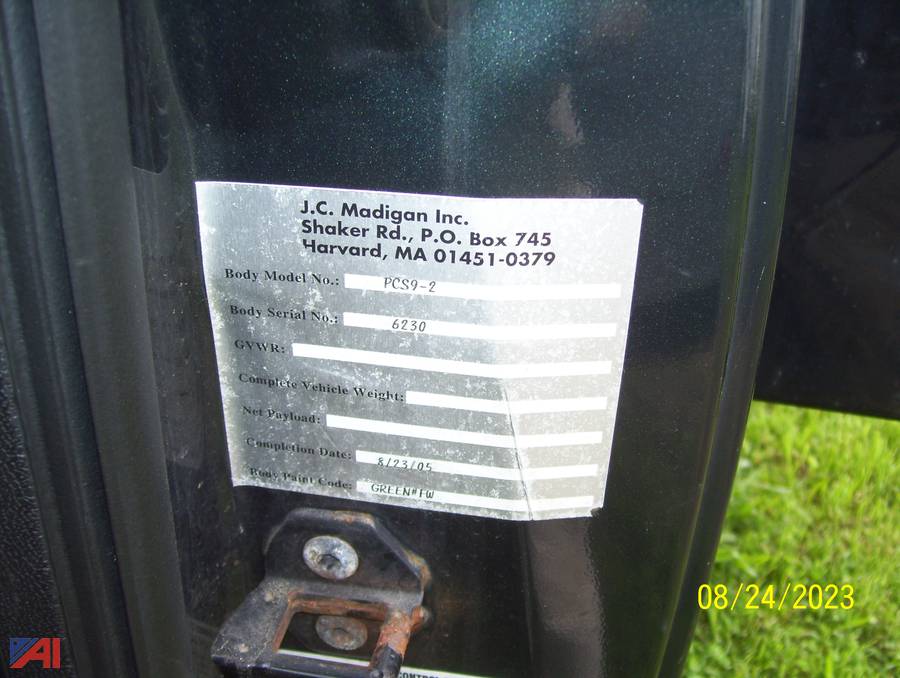 J.C. Madigan Inc.
Shaker Rd., P.O. Box 745
Harvard, MA 01451-0379
Body Model No.: PCS9-2
Body Serial No.: 6230
GVWR:
Complete Vehicle Weight:
Net Payload:
Completion Date: 8/23/05
Body Paint Code: GREEN#FW
08/24/2023
AI